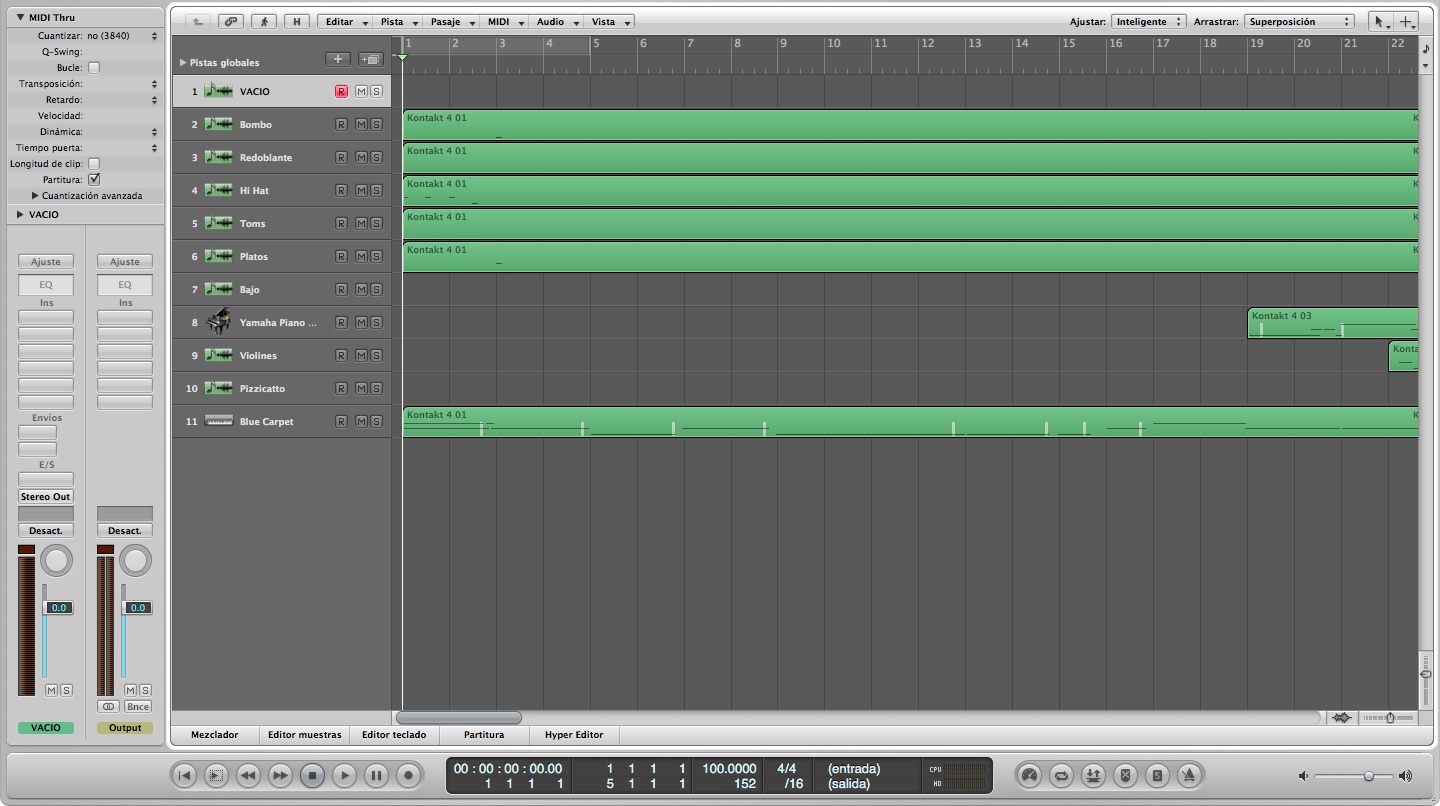 MIDI Thru
Cuantizar: no (3840)
Q-Swing:
Bucle:
Transposición:
Retardo:
Velocidad:
Dinámica:
Tiempo puerta:
Longitud de clip:
Partitura:
Cuantización avanzada
VACIO
Ajuste Ajuste
EQ EQ
Ins Ins
Envíos
E/S
Stereo Out
Desact. Desact.
0.0 0.0
M S M S
Bnce
VACIO Output
H Editar Pista Pasaje MIDI Audio Vista Ajustar: Inteligente Arrastrar: Superposición
1 2 3 4 5 6 7 8 9 10 11 12 13 14 15 16 17 18 19 20 21 22
Pistas globales
1 VACIO R M S
2 Bombo R M S Kontakt 4 01 K
3 Redoblante R M S Kontakt 4 01 K
4 Hi Hat R M S Kontakt 4 01 K
5 Toms R M S Kontakt 4 01 K
6 Platos R M S Kontakt 4 01 K
7 Bajo R M S
8 Yamaha Piano ... R M S Kontakt 4 03
9 Violines R M S Konta
10 Pizzicatto R M S
11 Blue Carpet R M S Kontakt 4 01 K
Mezclador Editor muestras Editor teclado Partitura Hyper Editor
00 : 00 : 00 : 00.00 1 1 1 1 100.0000 4/4 (entrada) CPU
1 1 1 1 5 1 1 1 152 /16 (salida) HD
S